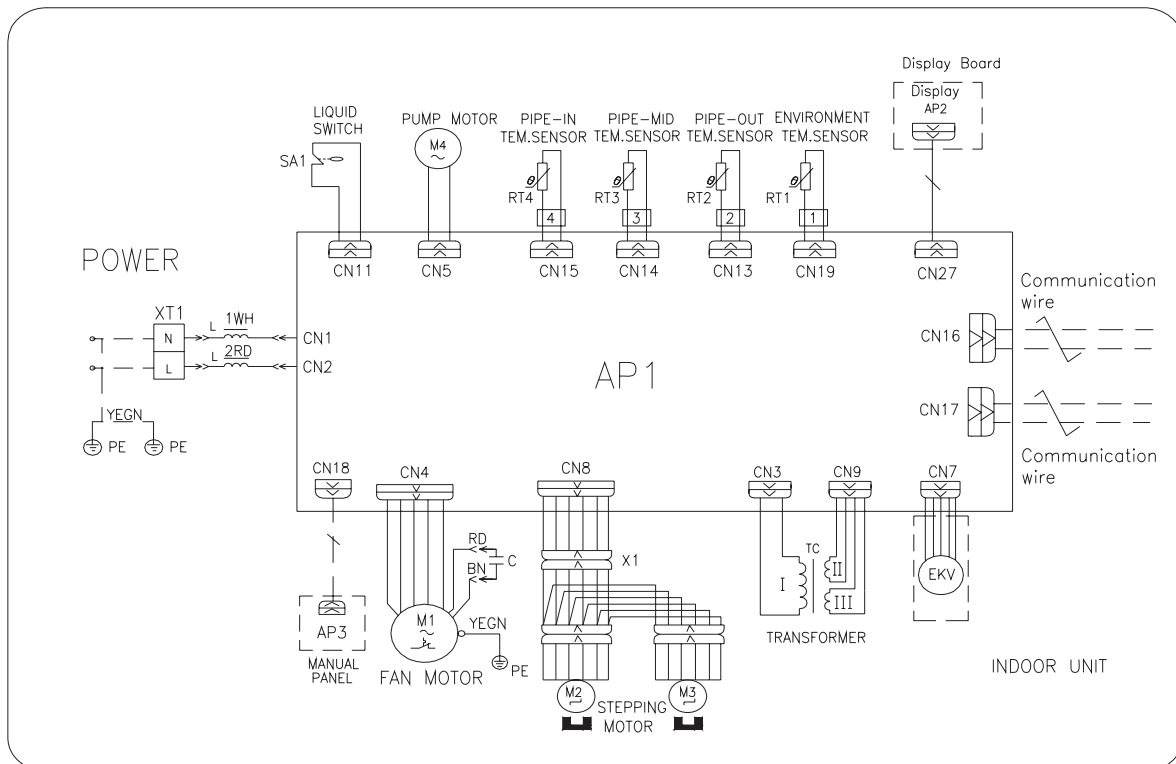 Display Board
Display
AP2
LIQUID
SWITCH
SA1
PUMP MOTOR
M4
PIPE-IN
TEM.SENSOR
RT4
4
PIPE-MID
TEM.SENSOR
RT3
3
PIPE-OUT
TEM.SENSOR
RT2
2
ENVIRONMENT
TEM.SENSOR
RT1
1
CN11
CN5
CN15
CN14
CN13
CN19
CN27
POWER
XT1
N
L
1WH
CN1
L
L
2RD
CN2
YEGN
PE
PE
AP1
Communication
wire
CN16
CN17
Communication
wire
CN18
CN4
CN8
CN3
CN9
CN7
RD
BN
C
X1
I
TC
II
III
TRANSFORMER
EKV
AP3
MANUAL
PANEL
M1
~
YEGN
PE
FAN MOTOR
M2
M3
STEPPING
MOTOR
INDOOR UNIT